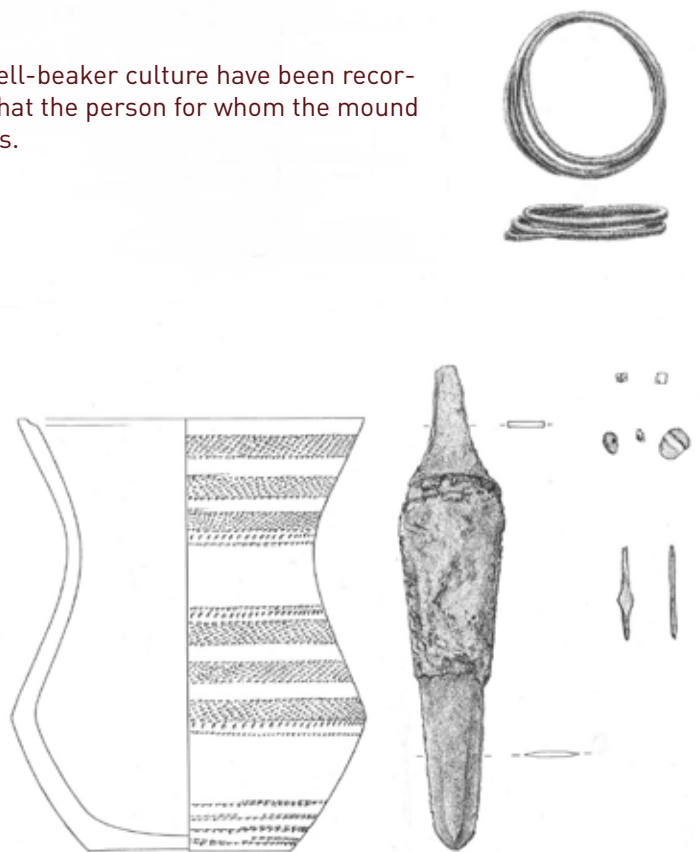 ell-beaker culture have been recor-
hat the person for whom the mound
s.